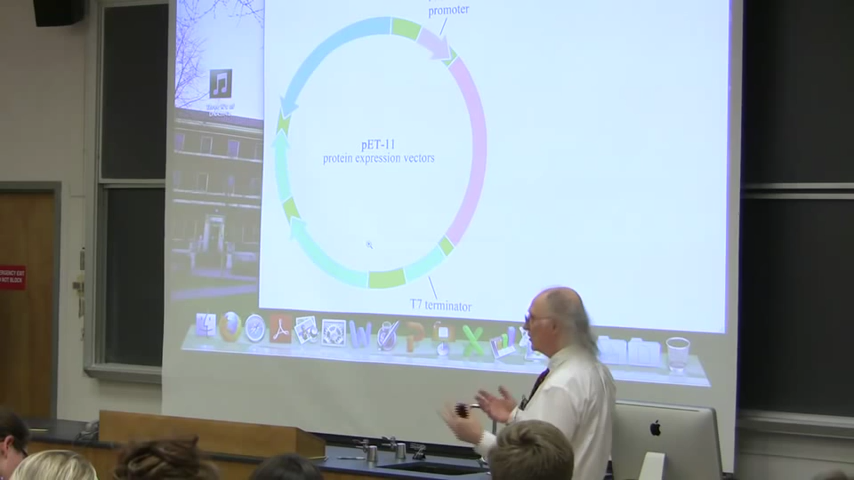 promoter
pET-11
protein expression vectors
T7 terminator